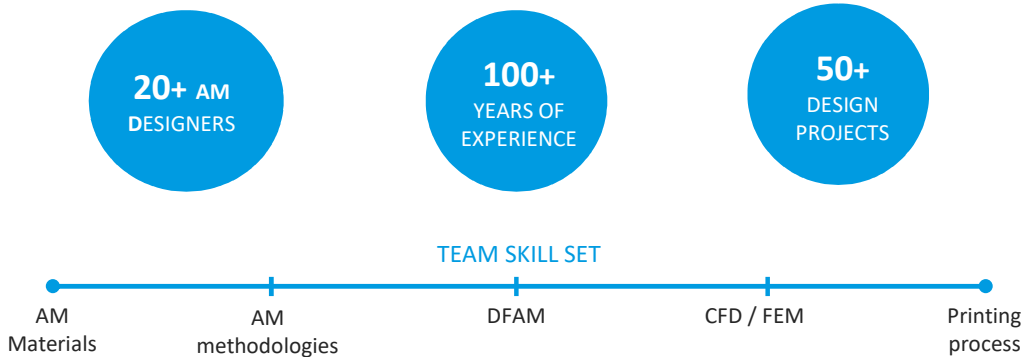 20+ AM
DESIGNERS
100+
YEARS OF
EXPERIENCE
50+
DESIGN
PROJECTS
TEAM SKILL SET
AM
Materials
AM
methodologies
DFAM
CFD / FEM
Printing
process